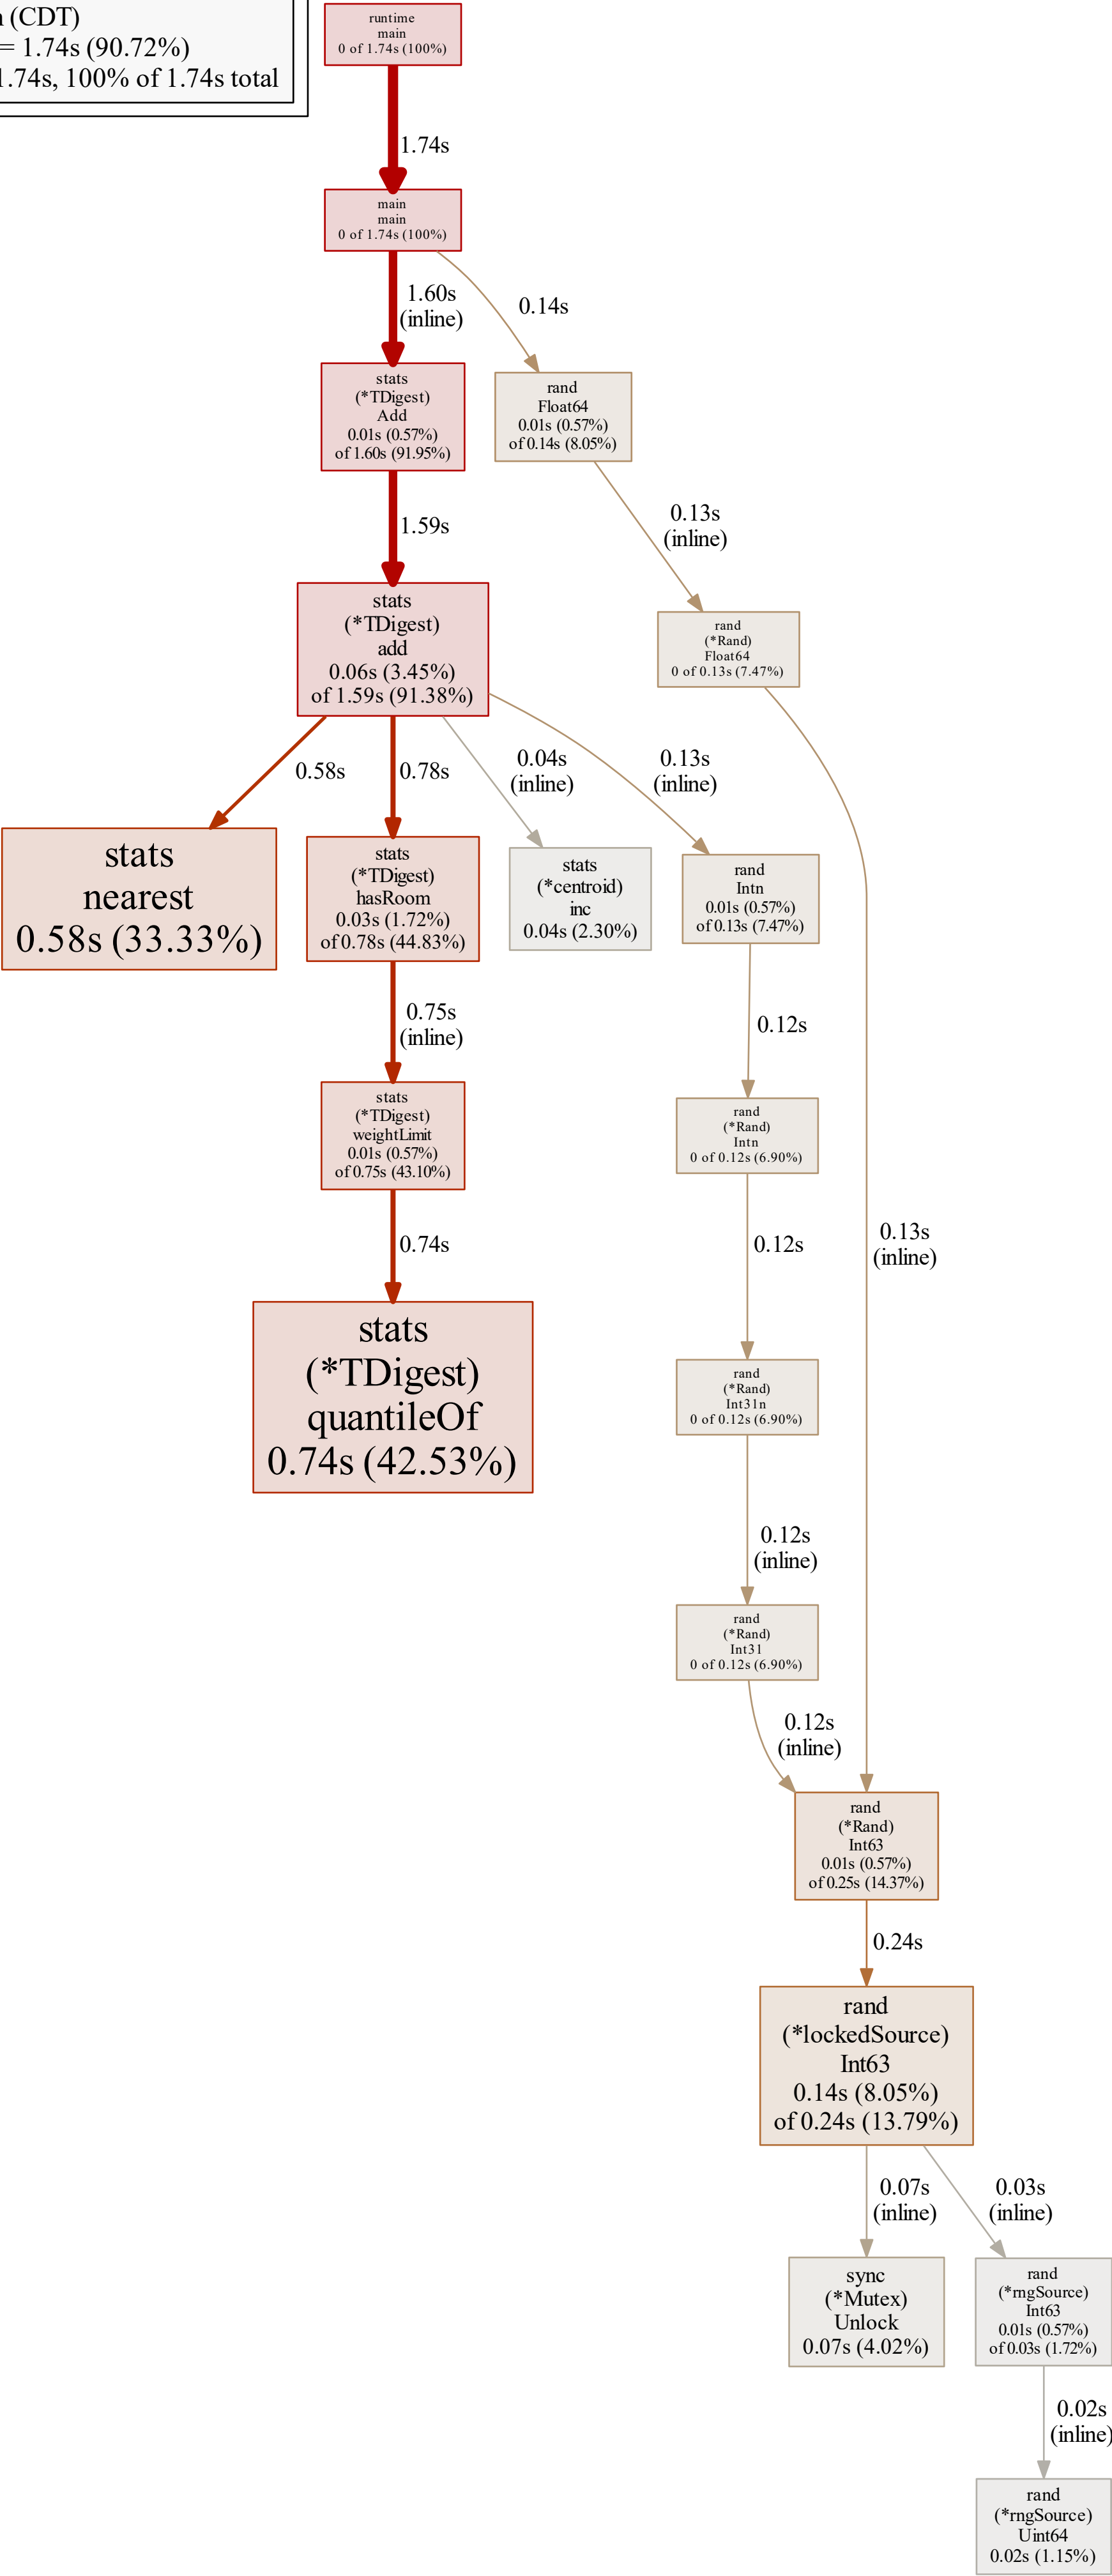 (CDT)
= 1.74s (90.72%)
1.74s, 100% of 1.74s total
runtime
main
0 of 1.74s (100%)
1.74s
main
main
0 of 1.74s (100%)
1.60s
(inline)
0.14s
stats
(*TDigest)
Add
0.01s (0.57%)
of 1.60s (91.95%)
rand
Float64
0.01s (0.57%)
of 0.14s (8.05%)
1.59s
0.13s
(inline)
stats
(*TDigest)
add
0.06s (3.45%)
of 1.59s (91.38%)
rand
(*Rand)
Float64
0 of 0.13s (7.47%)
0.58s
0.78s
0.04s
(inline)
0.13s
(inline)
stats
nearest
0.58s (33.33%)
stats
(*TDigest)
hasRoom
0.03s (1.72%)
of 0.78s (44.83%)
stats
(*centroid)
inc
0.04s (2.30%)
rand
Intn
0.01s (0.57%)
of 0.13s (7.47%)
0.75s
(inline)
0.12s
stats
(*TDigest)
weightLimit
0.01s (0.57%)
of 0.75s (43.10%)
rand
(*Rand)
Intn
0 of 0.12s (6.90%)
0.74s
0.12s
0.13s
(inline)
stats
(*TDigest)
quantileOf
0.74s (42.53%)
rand
(*Rand)
Int31n
0 of 0.12s (6.90%)
0.12s
(inline)
rand
(*Rand)
Int31
0 of 0.12s (6.90%)
0.12s
(inline)
rand
(*Rand)
Int63
0.01s (0.57%)
of 0.25s (14.37%)
0.24s
rand
(*lockedSource)
Int63
0.14s (8.05%)
of 0.24s (13.79%)
0.07s
(inline)
0.03s
(inline)
sync
(*Mutex)
Unlock
0.07s (4.02%)
rand
(*rngSource)
Int63
0.01s (0.57%)
of 0.03s (1.72%)
0.02s
(inline)
rand
(*rngSource)
Uint64
0.02s (1.15%)